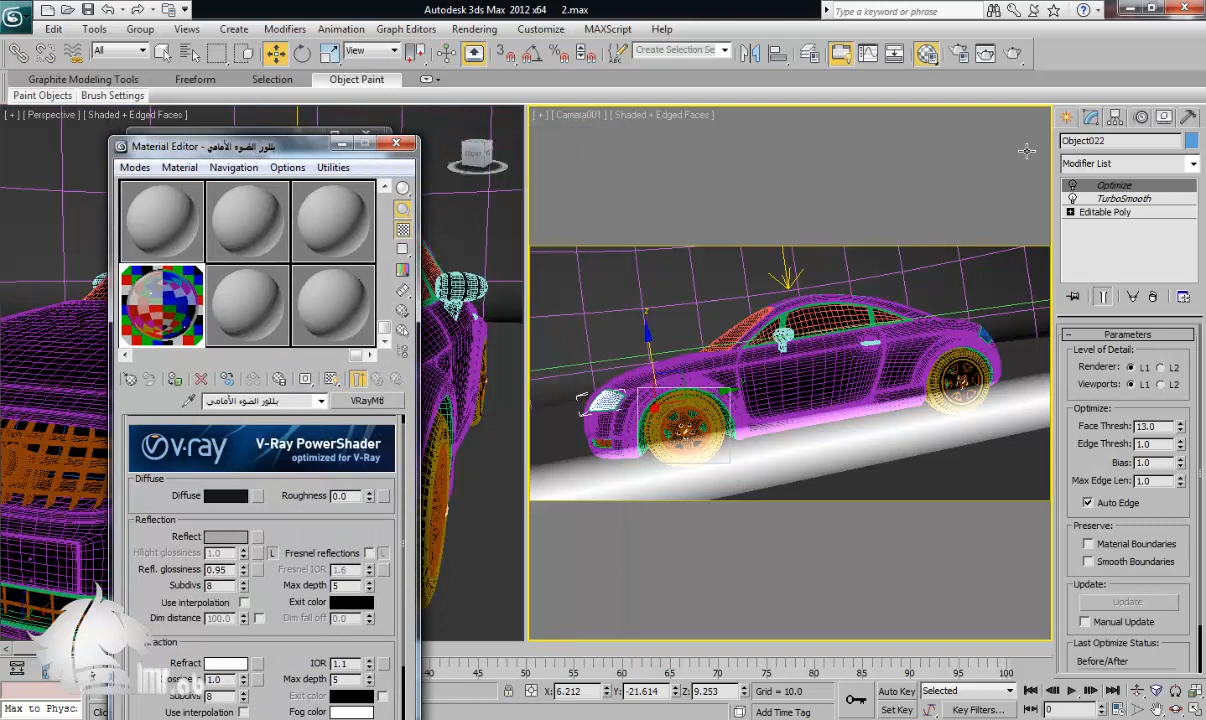 Autodesk 3ds Max 2012 x64 2.max
Type a keyword or phrase
Edit Tools Group Views Create Modifiers Animation Graph Editors Rendering Customize MAXScript Help
All View Create Selection Se
Graphite Modeling Tools Freeform Selection Object Paint
Paint Objects Brush Settings
[ + ] [ Perspective ] [ Shaded + Edged Faces ]
[ + ] [ Camera001 ] [ Shaded + Edged Faces ]
FRONT
Material Editor - بللور الضوء الأمامي
Modes Material Navigation Options Utilities
بللور الضوء الأمامي VRayMtl
v·ray V-Ray PowerShader
optimized for V-Ray
Diffuse
Diffuse Roughness 0.0
Reflection
Reflect
Hilight glossiness 1.0 L Fresnel reflections L
Refl. glossiness 0.95 Fresnel IOR 1.6
Subdivs 8 Max depth 5
Use interpolation Exit color
Dim distance 100.0 Dim fall off 0.0
Refract IOR 1.1
1.0 Max depth 5
Subdivs 8 Exit color
Use interpolation Fog color
z
Object022
Modifier List
Optimize
TurboSmooth
Editable Poly
Parameters
Level of Detail:
Renderer: L1 L2
Viewports: L1 L2
Optimize:
Face Thresh: 13.0
Edge Thresh: 1.0
Bias: 1.0
Max Edge Len: 1.0
Auto Edge
Preserve:
Material Boundaries
Smooth Boundaries
Update:
Update
Manual Update
Last Optimize Status:
Before/After
40 45 50 55 60 65 70 75 80 85 90 95 100
X: 6.212 Y: -21.614 Z: 9.253 Grid = 10.0 Auto Key Selected
Max to Physc Add Time Tag Set Key Key Filters... 0